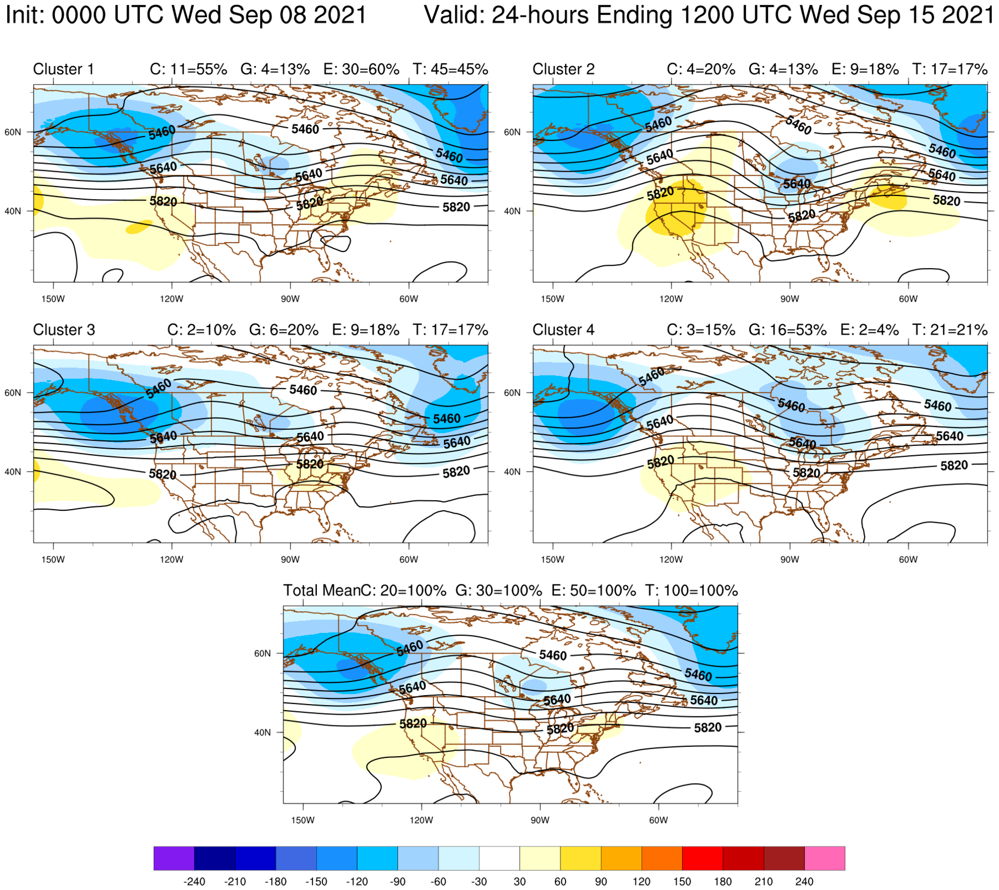 Init: 0000 UTC Wed Sep 08 2021 Valid: 24-hours Ending 1200 UTC Wed Sep 15 2021
Cluster 1 C: 11=55% G: 4=13% E: 30=60% T: 45=45%
5460 5460 5460
5640 5640 5640
5820 5820 5820
60N
40N
150W 120W 90W 60W
Cluster 2 C: 4=20% G: 4=13% E: 9=18% T: 17=17%
5460 5460 5460
5640 5640 5640
5820 5820 5820
60N
40N
150W 120W 90W 60W
Cluster 3 C: 2=10% G: 6=20% E: 9=18% T: 17=17%
5460 5460 5460
5640 5640 5640
5820 5820 5820
60N
40N
150W 120W 90W 60W
Cluster 4 C: 3=15% G: 16=53% E: 2=4% T: 21=21%
5460 5460 5460
5640 5640 5640
5820 5820 5820
60N
40N
150W 120W 90W 60W
Total MeanC: 20=100% G: 30=100% E: 50=100% T: 100=100%
5460 5460 5460
5640 5640 5640
5820 5820 5820
60N
40N
150W 120W 90W 60W
-240 -210 -180 -150 -120 -90 -60 -30 30 60 90 120 150 180 210 240